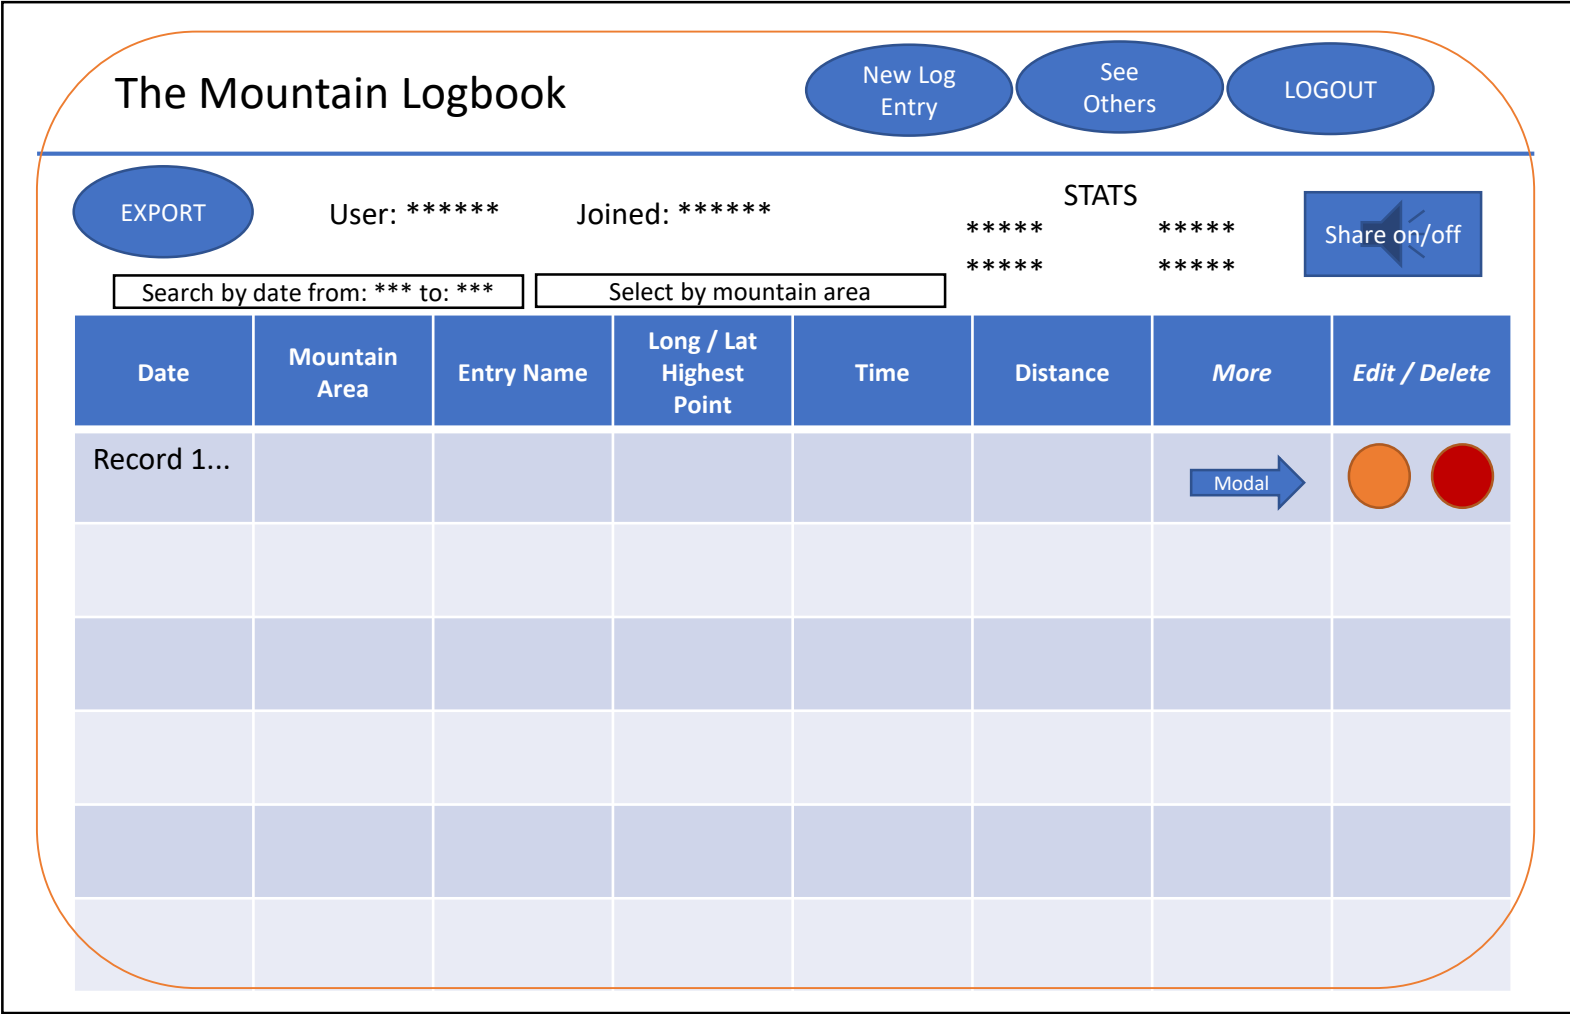 The Mountain Logbook
New Log
Entry
See
Others
LOGOUT
EXPORT
User: ******
Joined: ******
STATS
***** *****
***** *****
Share on/off
Search by date from: *** to: ***
Select by mountain area
Date
Mountain
Area
Entry Name
Long / Lat
Highest
Point
Time
Distance
More
Edit / Delete
Record 1...
Modal